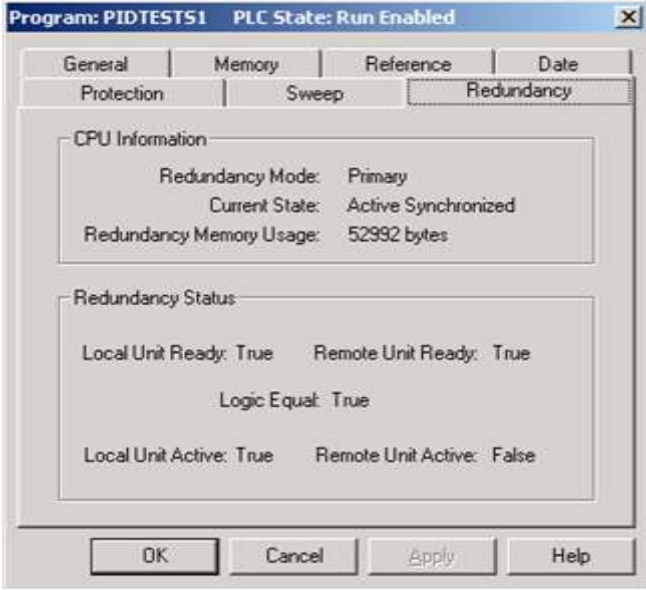 Program: PIDTESTS1 PLC State: Run Enabled
General Memory Reference Date
Protection Sweep Redundancy
CPU Information
Redundancy Mode: Primary
Current State: Active Synchronized
Redundancy Memory Usage: 52992 bytes
Redundancy Status
Local Unit Ready: True Remote Unit Ready: True
Logic Equal: True
Local Unit Active: True Remote Unit Active: False
OK Cancel Apply Help